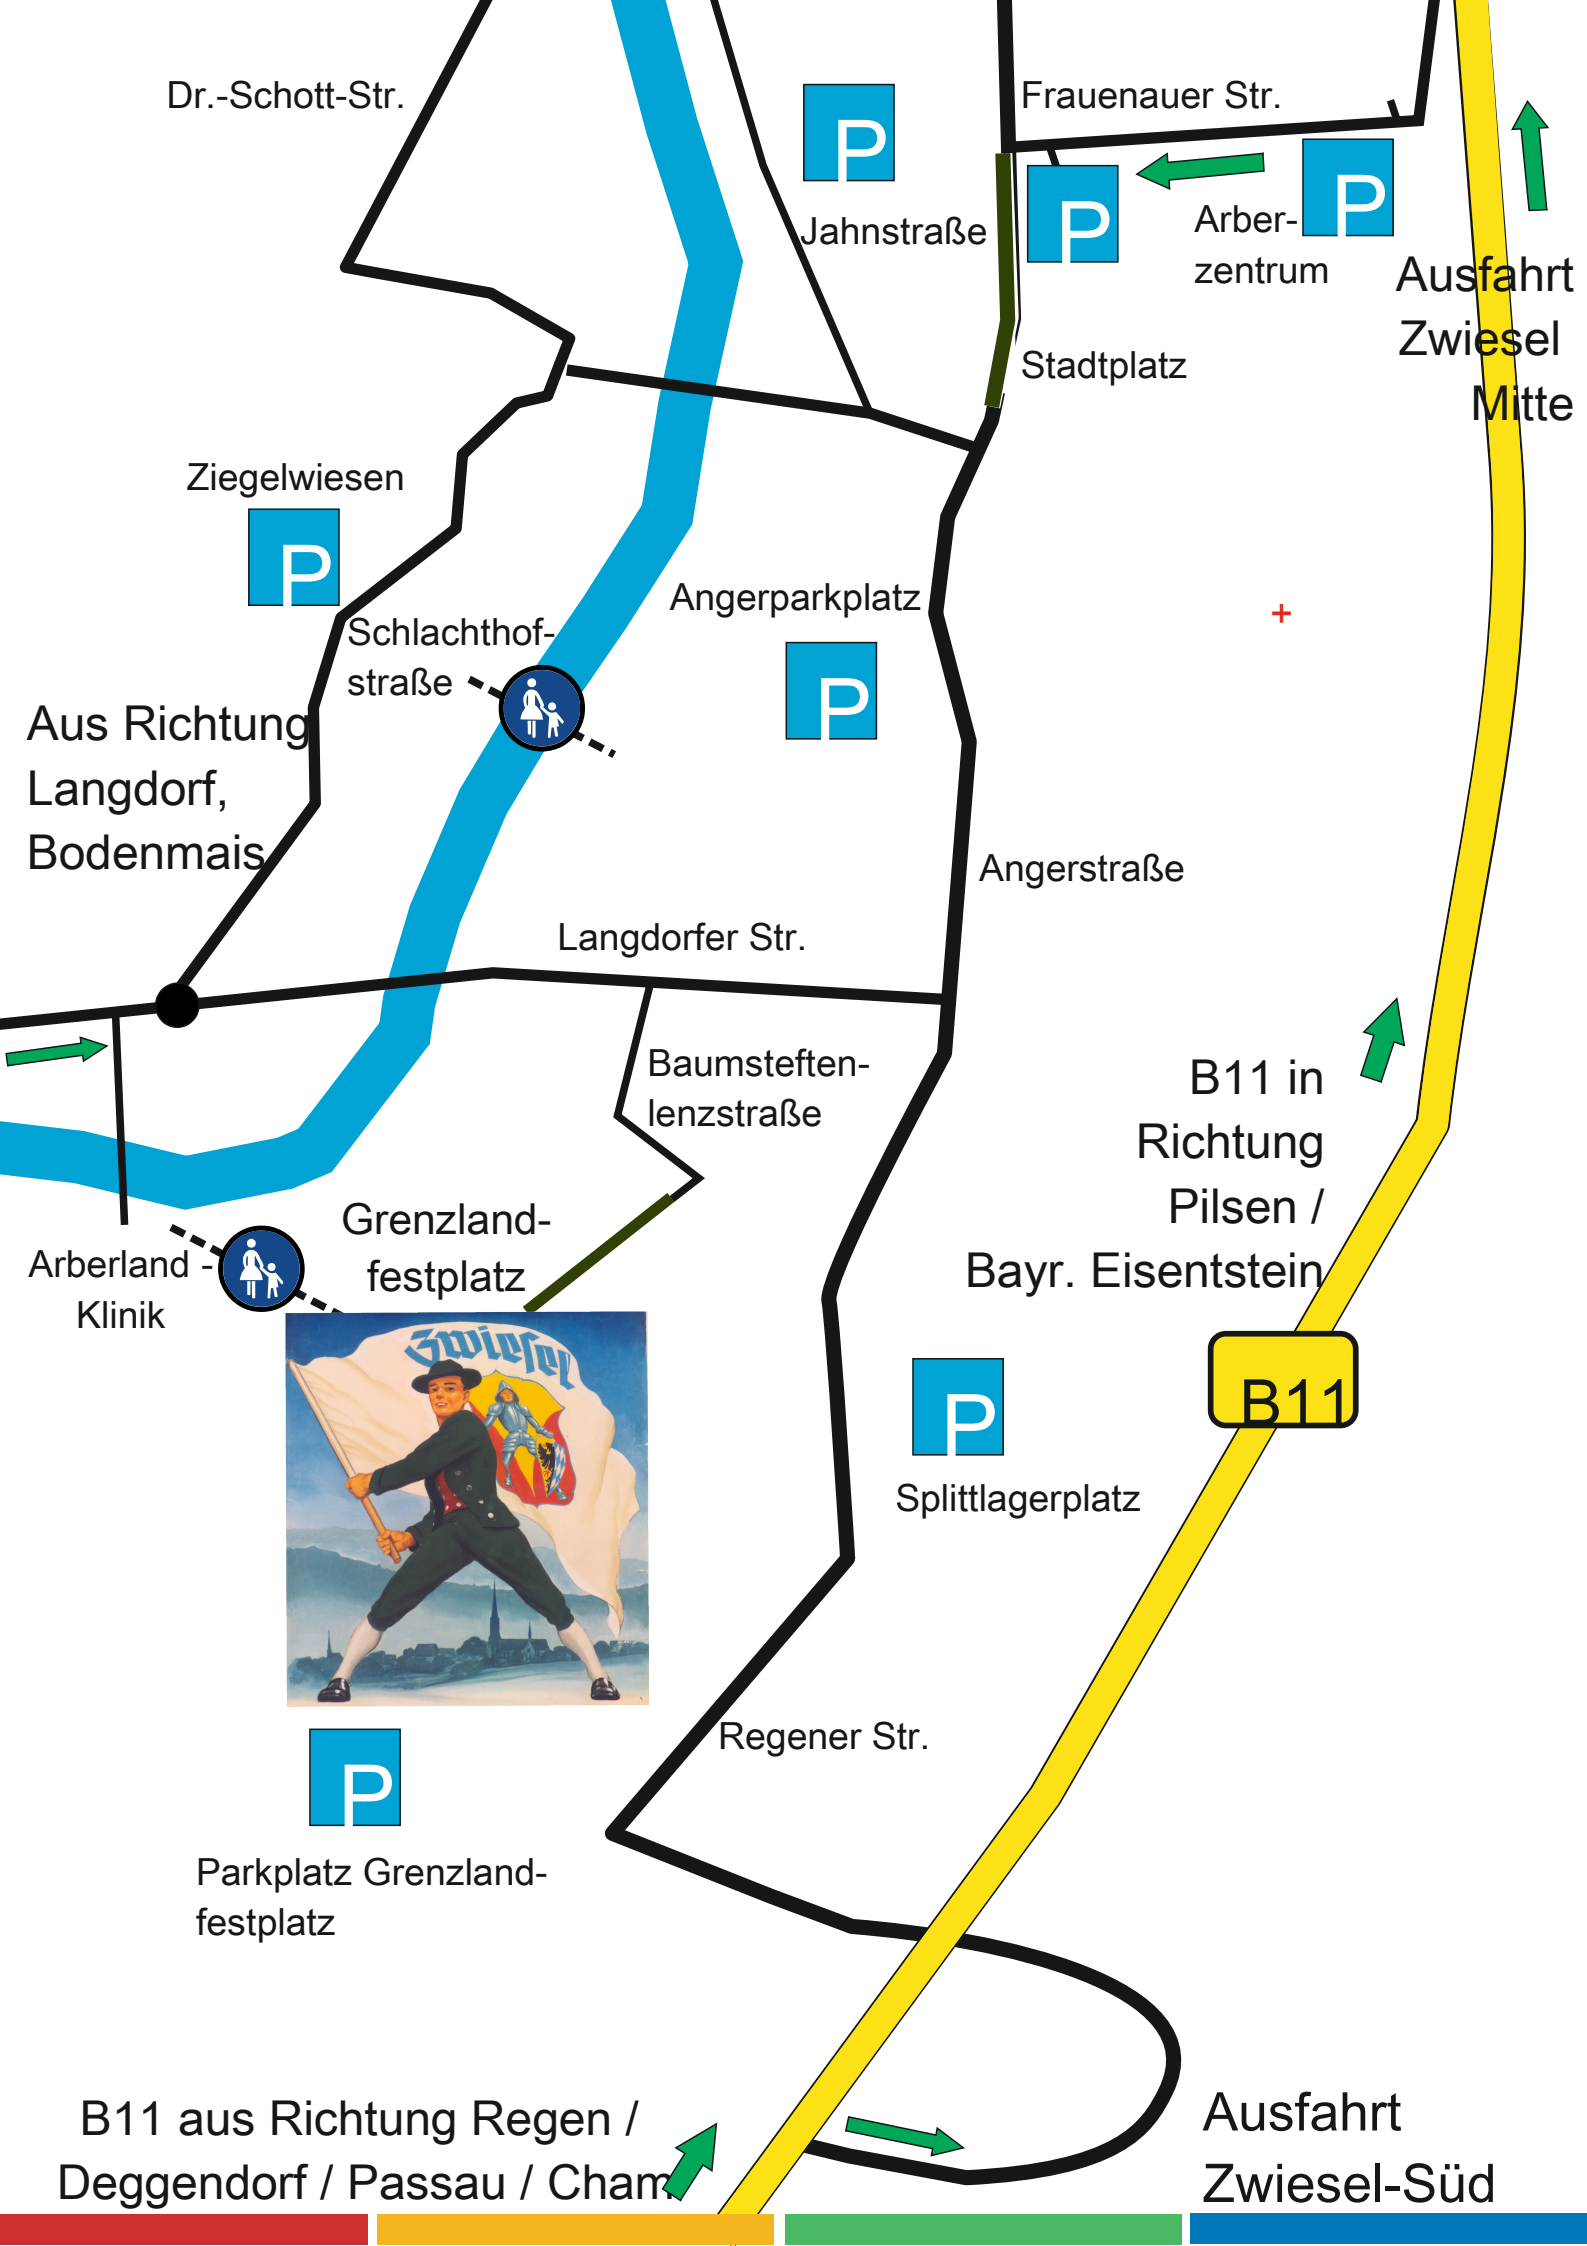 Dr.-Schott-Str.
P
Frauenauer Str.
Jahnstraße
P
Arber-
zentrum
P
Ausfahrt
Zwiesel
Mitte
Stadtplatz
Ziegelwiesen
P
Schlachthof-
straße
Angerparkplatz
P
Aus Richtung
Langdorf,
Bodenmais
Angerstraße
Langdorfer Str.
Baumsteften-
lenzstraße
B11 in
Richtung
Pilsen /
Bayr. Eisentstein
Arberland -
Klinik
Grenzland-
festplatz
Zwiesel
B11
P
Splittlagerplatz
Regener Str.
P
Parkplatz Grenzland-
festplatz
B11 aus Richtung Regen /
Deggendorf / Passau / Cham
Ausfahrt
Zwiesel-Süd